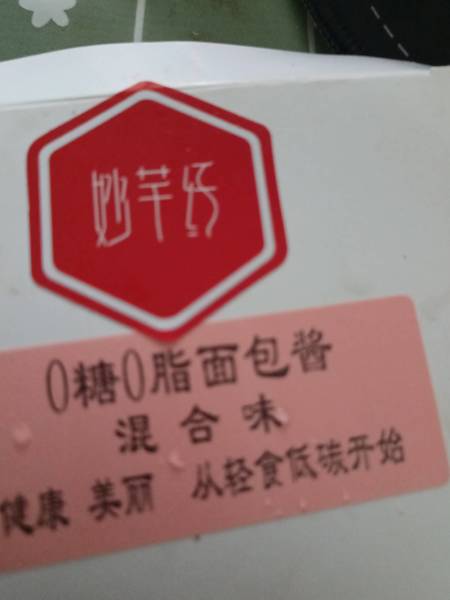 妙芊纤
0糖0脂面包酱
混合味
健康 美丽 从轻食低碳开始